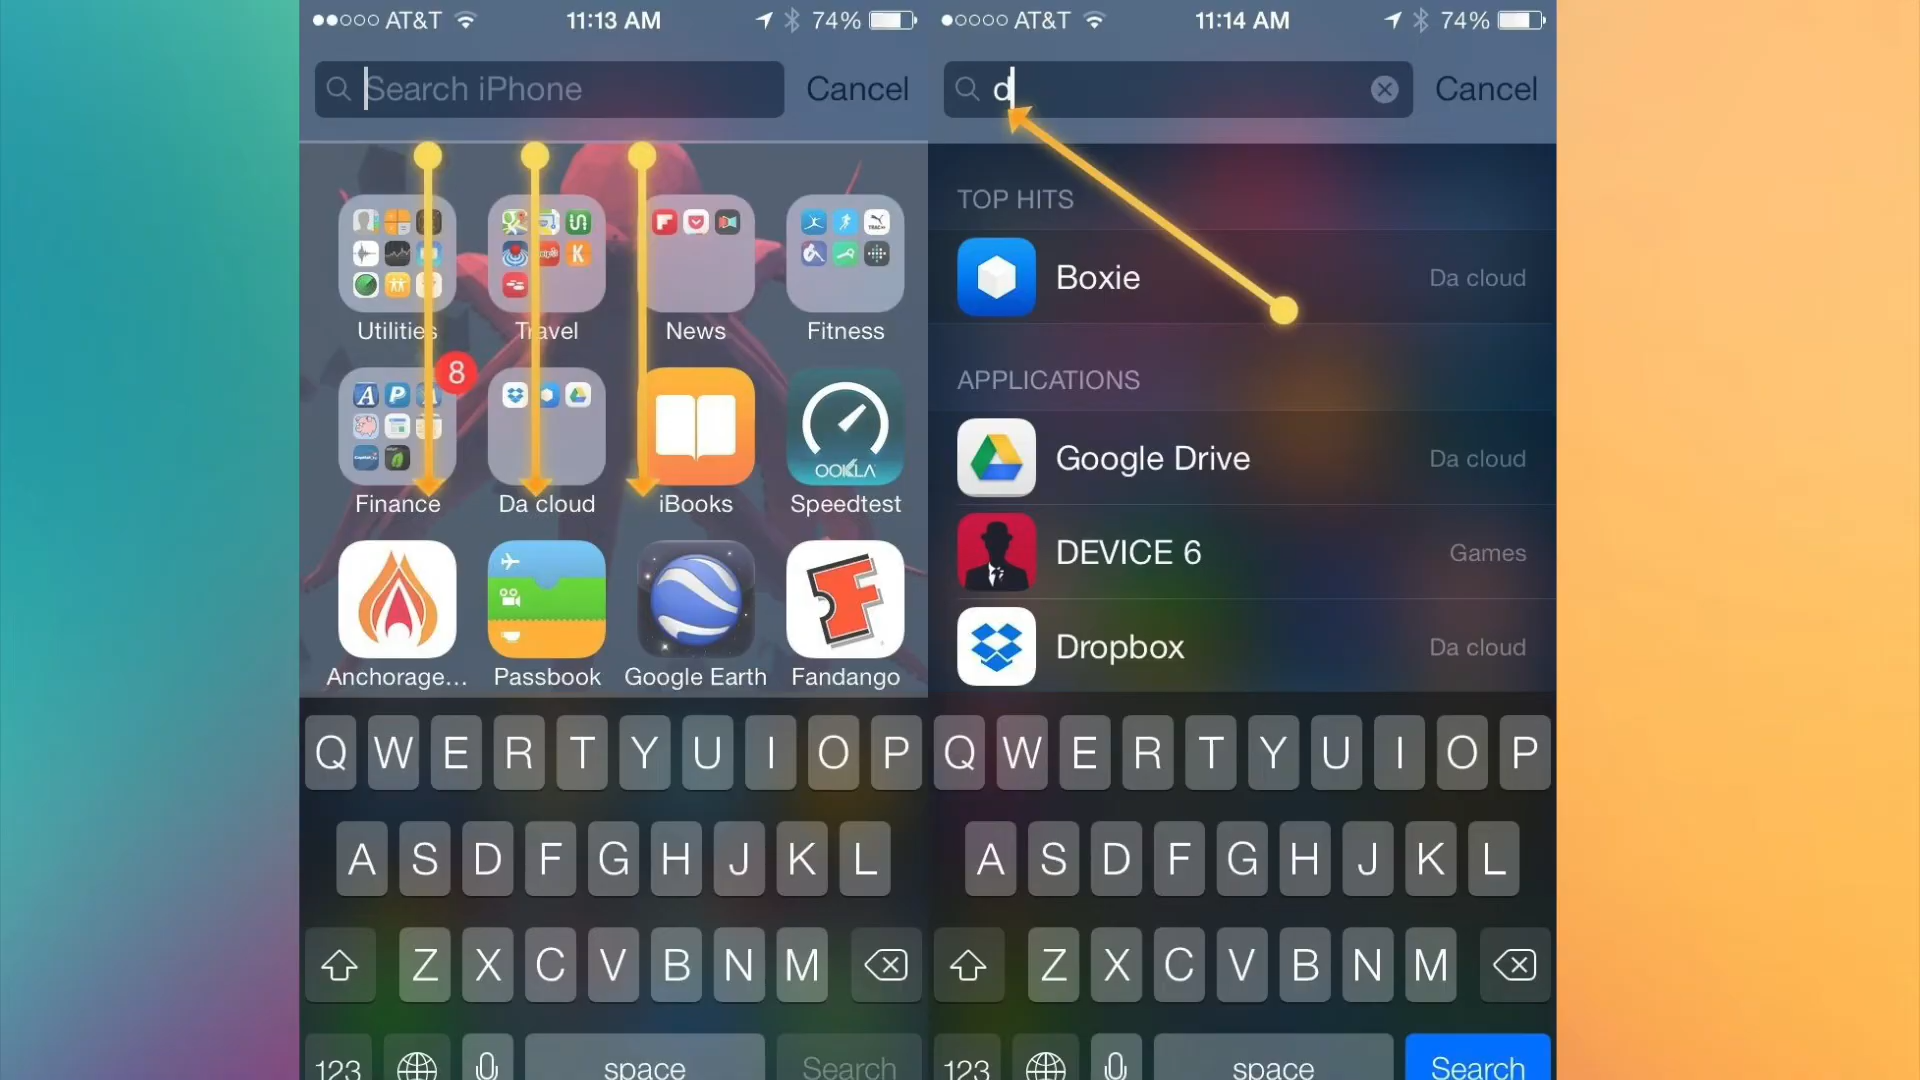 AT&T 11:13 AM 74%
Search iPhone Cancel
Utilities Travel News Fitness
8
OOKLA
Finance Da cloud iBooks Speedtest
Anchorage... Passbook Google Earth Fandango
Q W E R T Y U I O P
A S D F G H J K L
Z X C V B N M
123 space Search
AT&T 11:14 AM 74%
d Cancel
TOP HITS
Boxie Da cloud
APPLICATIONS
Google Drive Da cloud
DEVICE 6 Games
Dropbox Da cloud
Q W E R T Y U I O P
A S D F G H J K L
Z X C V B N M
123 space Search